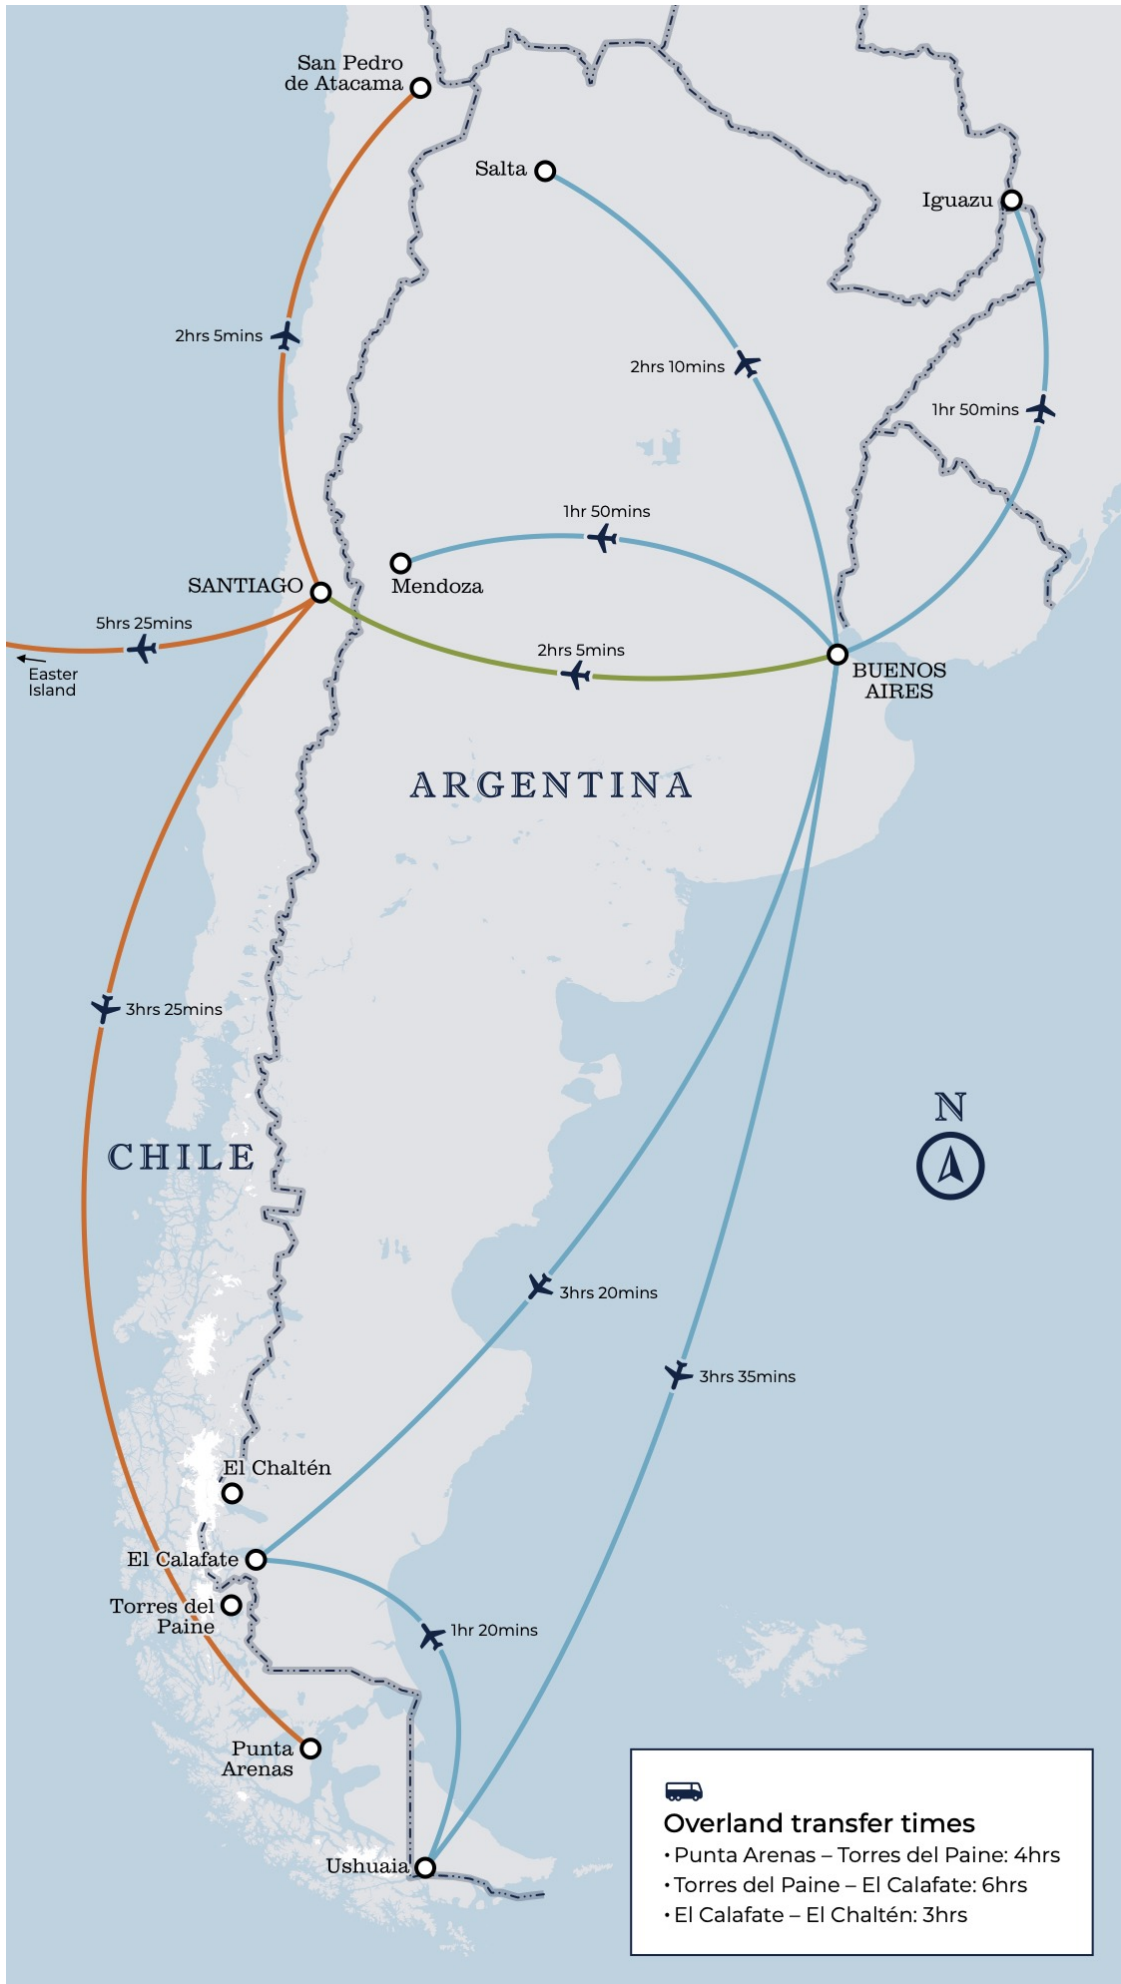 San Pedro
de Atacama
Salta
Iguazu
2hrs 5mins
2hrs 10mins
1hr 50mins
1hr 50mins
Mendoza
SANTIAGO
5hrs 25mins
Easter
Island
2hrs 5mins
BUENOS
AIRES
ARGENTINA
3hrs 25mins
N
CHILE
3hrs 20mins
3hrs 35mins
El Chaltén
El Calafate
Torres del
Paine
1hr 20mins
Punta
Arenas
Ushuaia
Overland transfer times
• Punta Arenas – Torres del Paine: 4hrs
• Torres del Paine – El Calafate: 6hrs
• El Calafate – El Chaltén: 3hrs